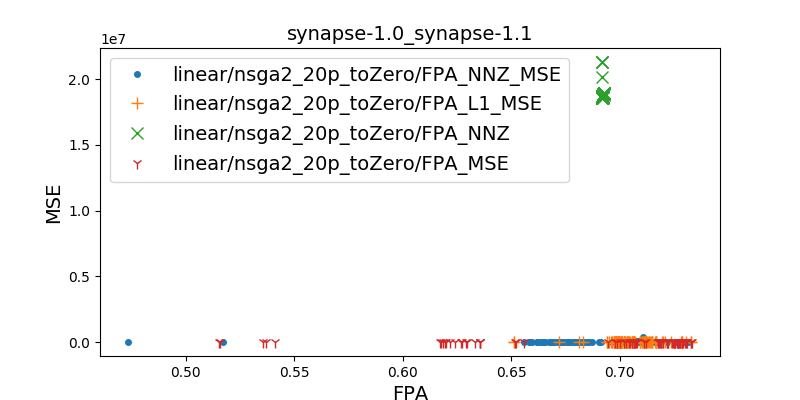 synapse-1.0_synapse-1.1
1e7
linear/nsga2_20p_toZero/FPA_NNZ_MSE
linear/nsga2_20p_toZero/FPA_L1_MSE
linear/nsga2_20p_toZero/FPA_NNZ
linear/nsga2_20p_toZero/FPA_MSE
MSE
2.0
1.5
1.0
0.5
0.0
0.50 0.55 0.60 0.65 0.70
FPA